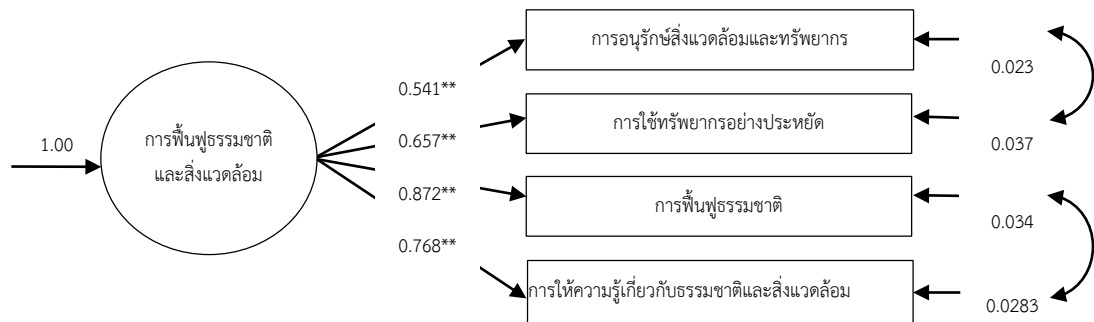 การอนุรักษ์สิ่งแวดล้อมและทรัพยากร
0.023
0.541**
การใช้ทรัพยากรอย่างประหยัด
1.00
การฟื้นฟูธรรมชาติ
และสิ่งแวดล้อม
0.657**
0.037
0.872**
การฟื้นฟูธรรมชาติ
0.034
0.768**
การให้ความรู้เกี่ยวกับธรรมชาติและสิ่งแวดล้อม
0.0283